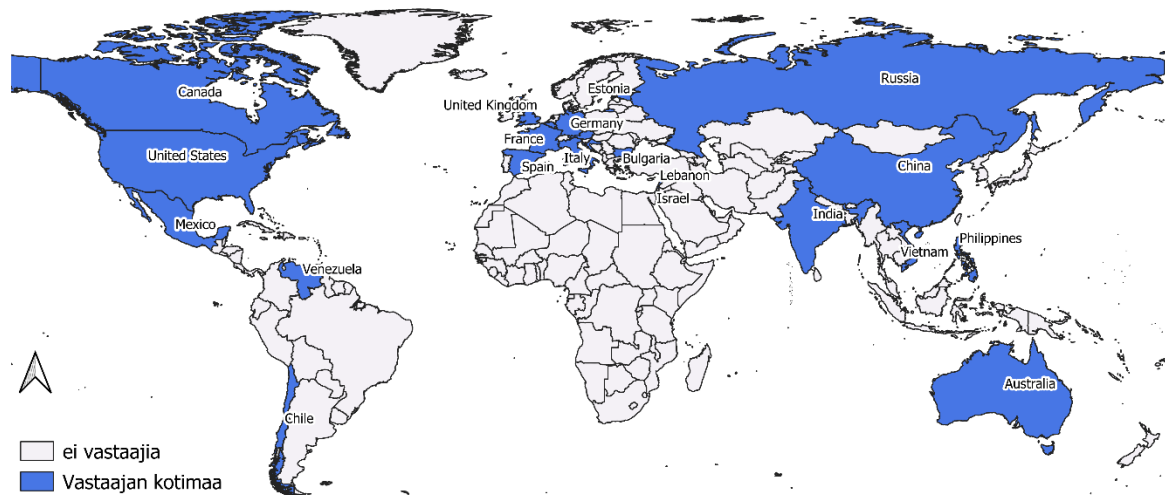 Canada
Russia
Estonia
United Kingdom
Germany
France
United States
Italy
Bulgaria
China
Spain
Lebanon
Israel
Mexico
India
Philippines
Vietnam
Venezuela
Australia
Chile
ei vastaajia
Vastaajan kotimaa